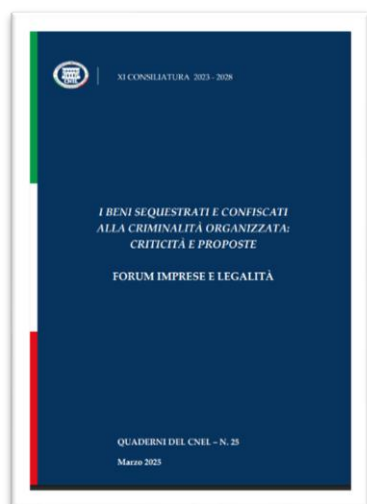 CNEL
XI CONSILIATURA 2023 - 2028
I BENI SEQUESTRATI E CONFISCATI
ALLA CRIMINALITÀ ORGANIZZATA:
CRITICITÀ E PROPOSTE
FORUM IMPRESE E LEGALITÀ
QUADERNI DEL CNEL – N. 25
Marzo 2025